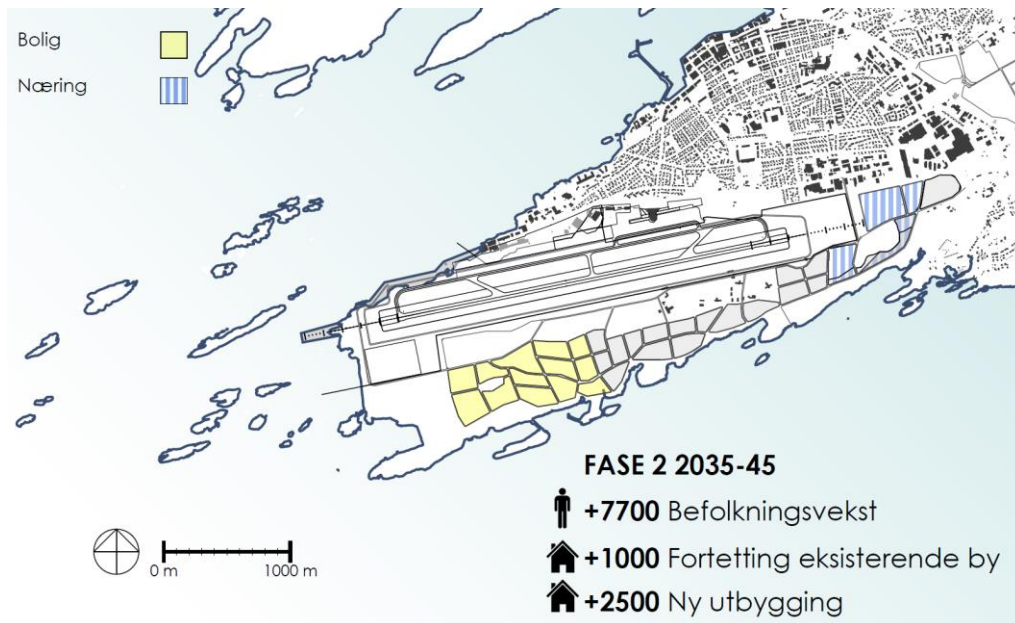 Bolig
Næring
FASE 2 2035-45
+7700 Befolkningsvekst
+1000 Fortetting eksisterende by
+2500 Ny utbygging
0 m 1000 m